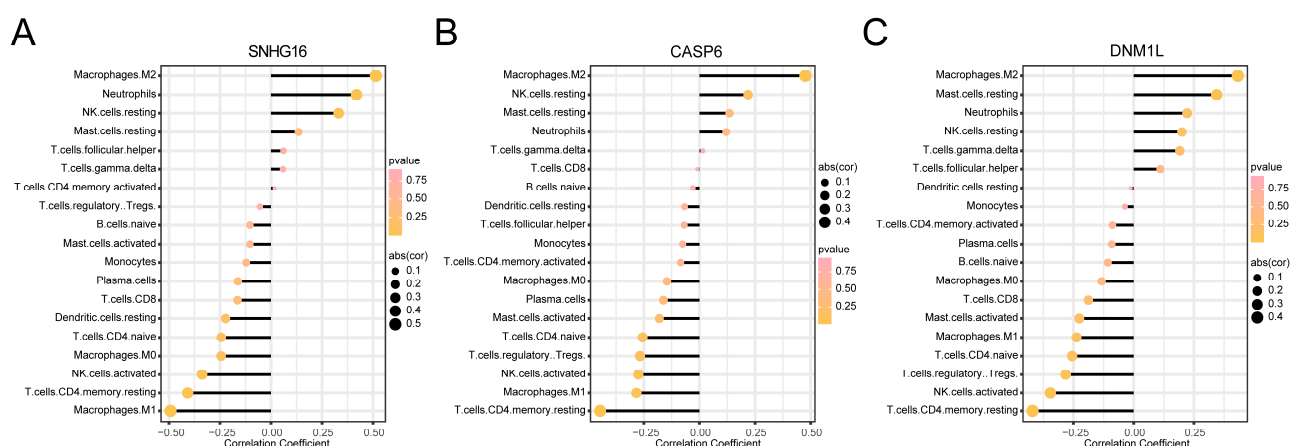 A
SNHG16
Macrophages.M2
Neutrophils
NK.cells.resting
Mast.cells.resting
T.cells.follicular.helper
T.cells.gamma.delta
T.cells.CD4.memory.activated
T.cells.regulatory..Tregs.
B.cells.naive
Mast.cells.activated
Monocytes
Plasma.cells
T.cells.CD8
Dendritic.cells.resting
T.cells.CD4.naive
Macrophages.M0
NK.cells.activated
T.cells.CD4.memory.resting
Macrophages.M1
−0.50 −0.25 0.00 0.25 0.50
Correlation Coefficient
pvalue
0.75
0.50
0.25
abs(cor)
0.1
0.2
0.3
0.4
0.5
B
CASP6
Macrophages.M2
NK.cells.resting
Mast.cells.resting
Neutrophils
T.cells.gamma.delta
T.cells.CD8
B.cells.naive
Dendritic.cells.resting
T.cells.follicular.helper
Monocytes
T.cells.CD4.memory.activated
Macrophages.M0
Plasma.cells
Mast.cells.activated
T.cells.CD4.naive
T.cells.regulatory..Tregs.
NK.cells.activated
Macrophages.M1
T.cells.CD4.memory.resting
−0.25 0.00 0.25
Correlation Coefficient
abs(cor)
0.1
0.2
0.3
0.4
pvalue
0.75
0.50
0.25
C
DNM1L
Macrophages.M2
Mast.cells.resting
Neutrophils
NK.cells.resting
T.cells.gamma.delta
T.cells.follicular.helper
Dendritic.cells.resting
Monocytes
T.cells.CD4.memory.activated
Plasma.cells
B.cells.naive
Macrophages.M0
T.cells.CD8
Mast.cells.activated
Macrophages.M1
T.cells.CD4.naive
T.cells.regulatory..Tregs.
NK.cells.activated
T.cells.CD4.memory.resting
−0.25 0.00 0.25
Correlation Coefficient
pvalue
0.75
0.50
0.25
abs(cor)
0.1
0.2
0.3
0.4